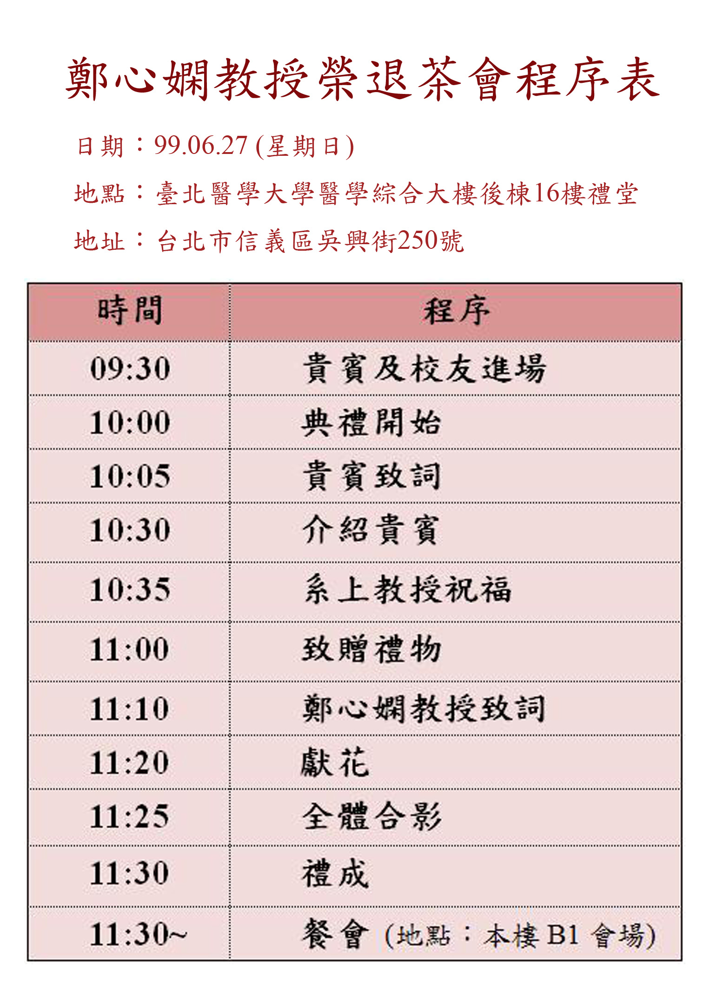 鄭心嫻教授榮退茶會程序表
日期：99.06.27 (星期日)
地點：臺北醫學大學醫學綜合大樓後棟16樓禮堂
地址：台北市信義區吳興街250號
時間 程序
09:30 貴賓及校友進場
10:00 典禮開始
10:05 貴賓致詞
10:30 介紹貴賓
10:35 系上教授祝福
11:00 致贈禮物
11:10 鄭心嫻教授致詞
11:20 獻花
11:25 全體合影
11:30 禮成
11:30~ 餐會 (地點：本樓 B1 會場)